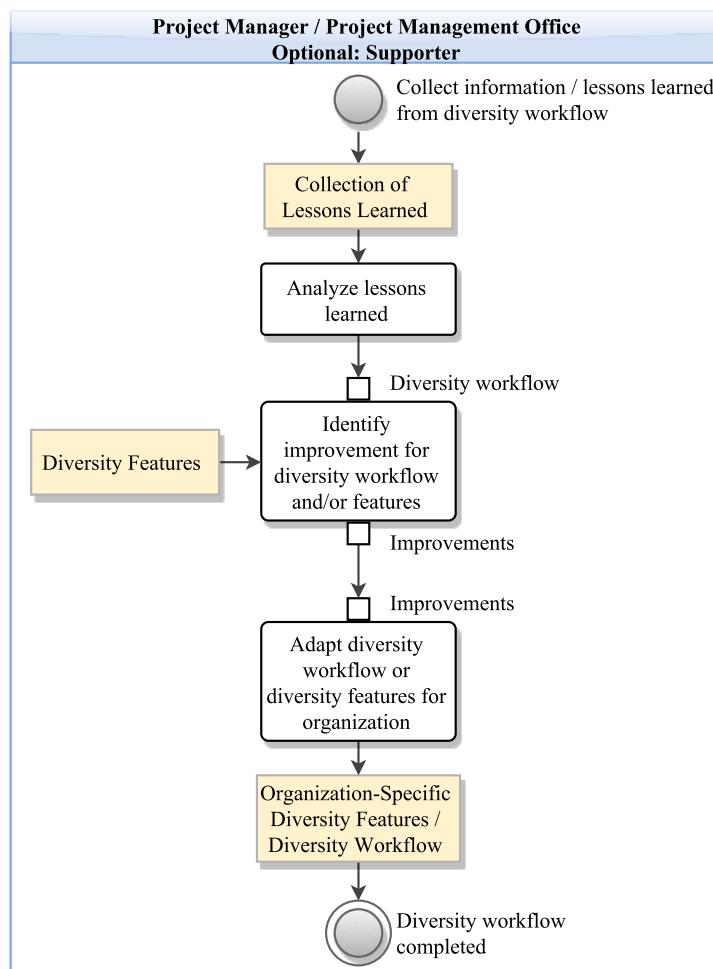 Project Manager / Project Management Office
Optional: Supporter
Collect information / lessons learned
from diversity workflow
Collection of
Lessons Learned
Analyze lessons
learned
Diversity workflow
Identify
improvement for
diversity workflow
and/or features
Diversity Features
Improvements
Improvements
Adapt diversity
workflow or
diversity features for
organization
Organization-Specific
Diversity Features /
Diversity Workflow
Diversity workflow
completed